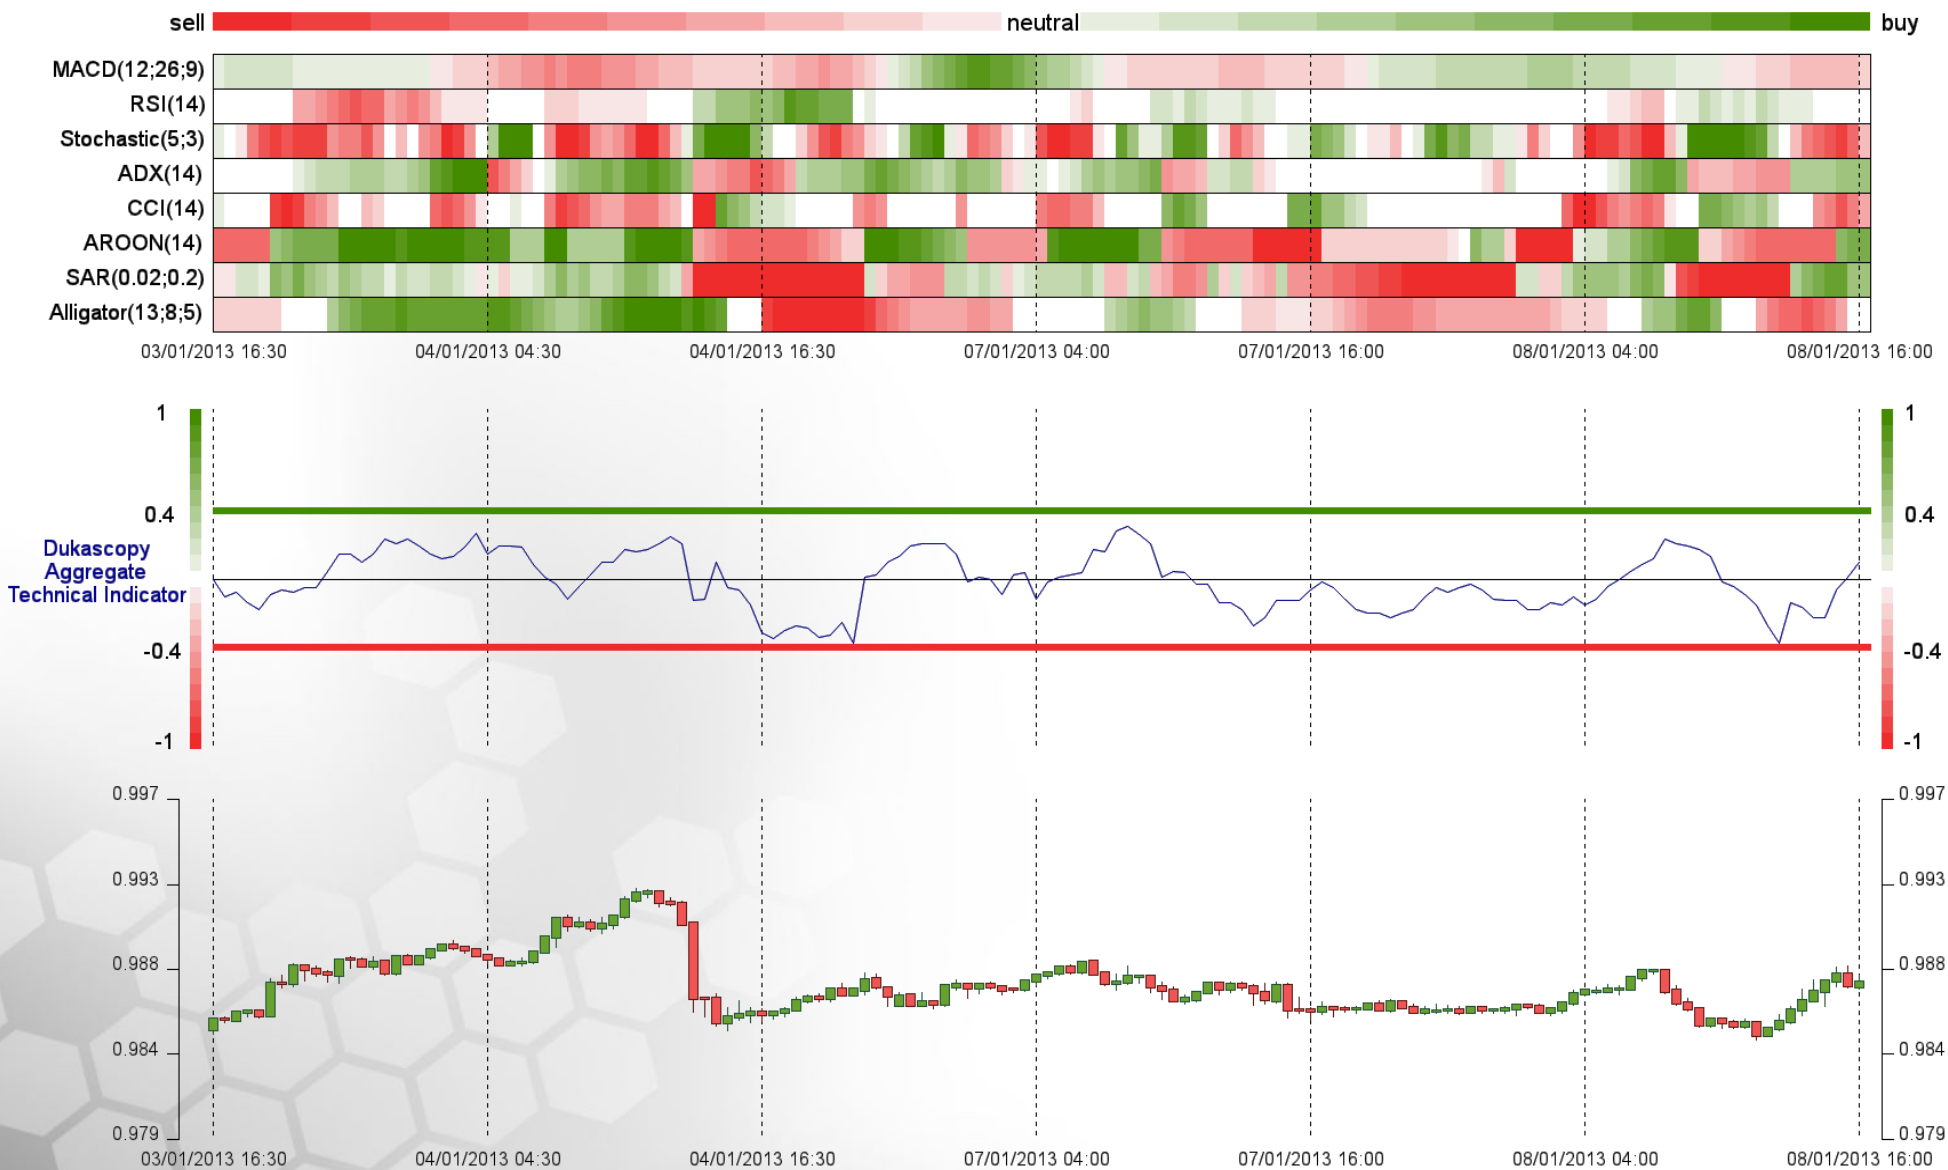 sell neutral buy
MACD(12;26;9)
RSI(14)
Stochastic(5;3)
ADX(14)
CCI(14)
AROON(14)
SAR(0.02;0.2)
Alligator(13;8;5)
03/01/2013 16:30 04/01/2013 04:30 04/01/2013 16:30 07/01/2013 04:00 07/01/2013 16:00 08/01/2013 04:00 08/01/2013 16:00
1 1
0.4 0.4
Dukascopy
Aggregate
Technical Indicator
-0.4 -0.4
-1 -1
0.997 0.997
0.993 0.993
0.988 0.988
0.984 0.984
0.979 0.979
03/01/2013 16:30 04/01/2013 04:30 04/01/2013 16:30 07/01/2013 04:00 07/01/2013 16:00 08/01/2013 04:00 08/01/2013 16:00